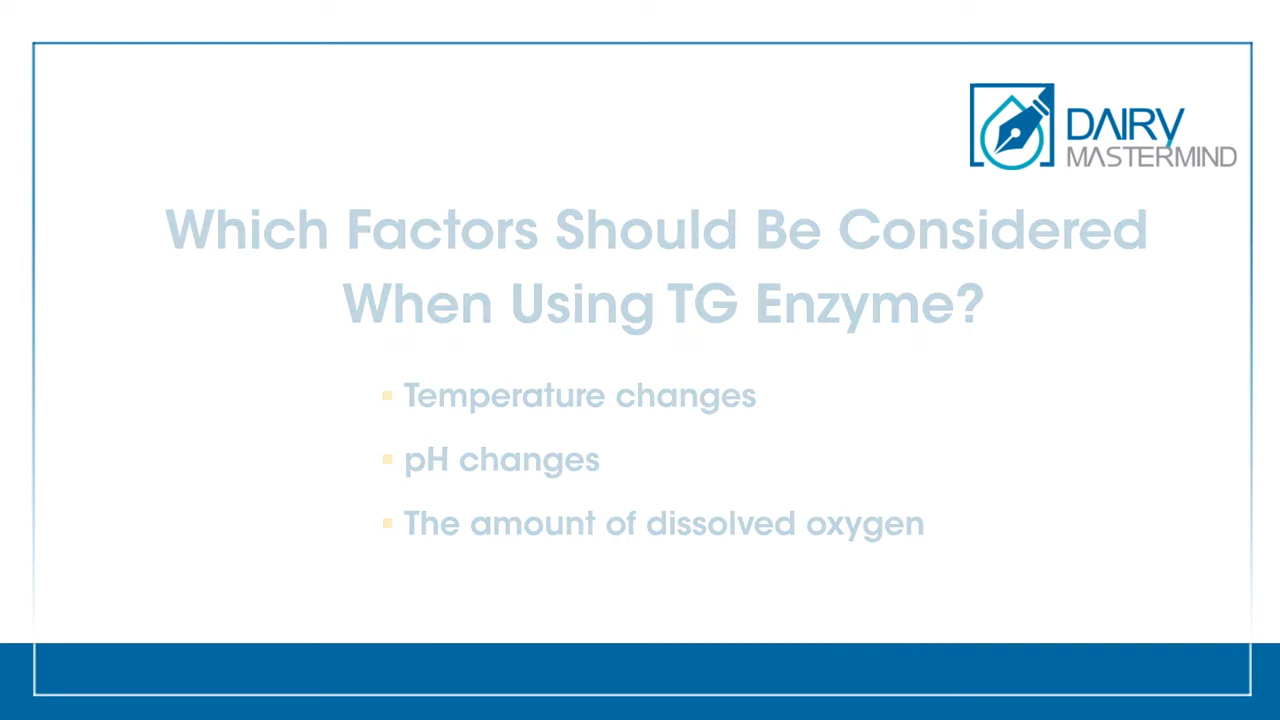 DAIRY
MASTERMIND
Which Factors Should Be Considered
When Using TG Enzyme?
Temperature changes
pH changes
The amount of dissolved oxygen